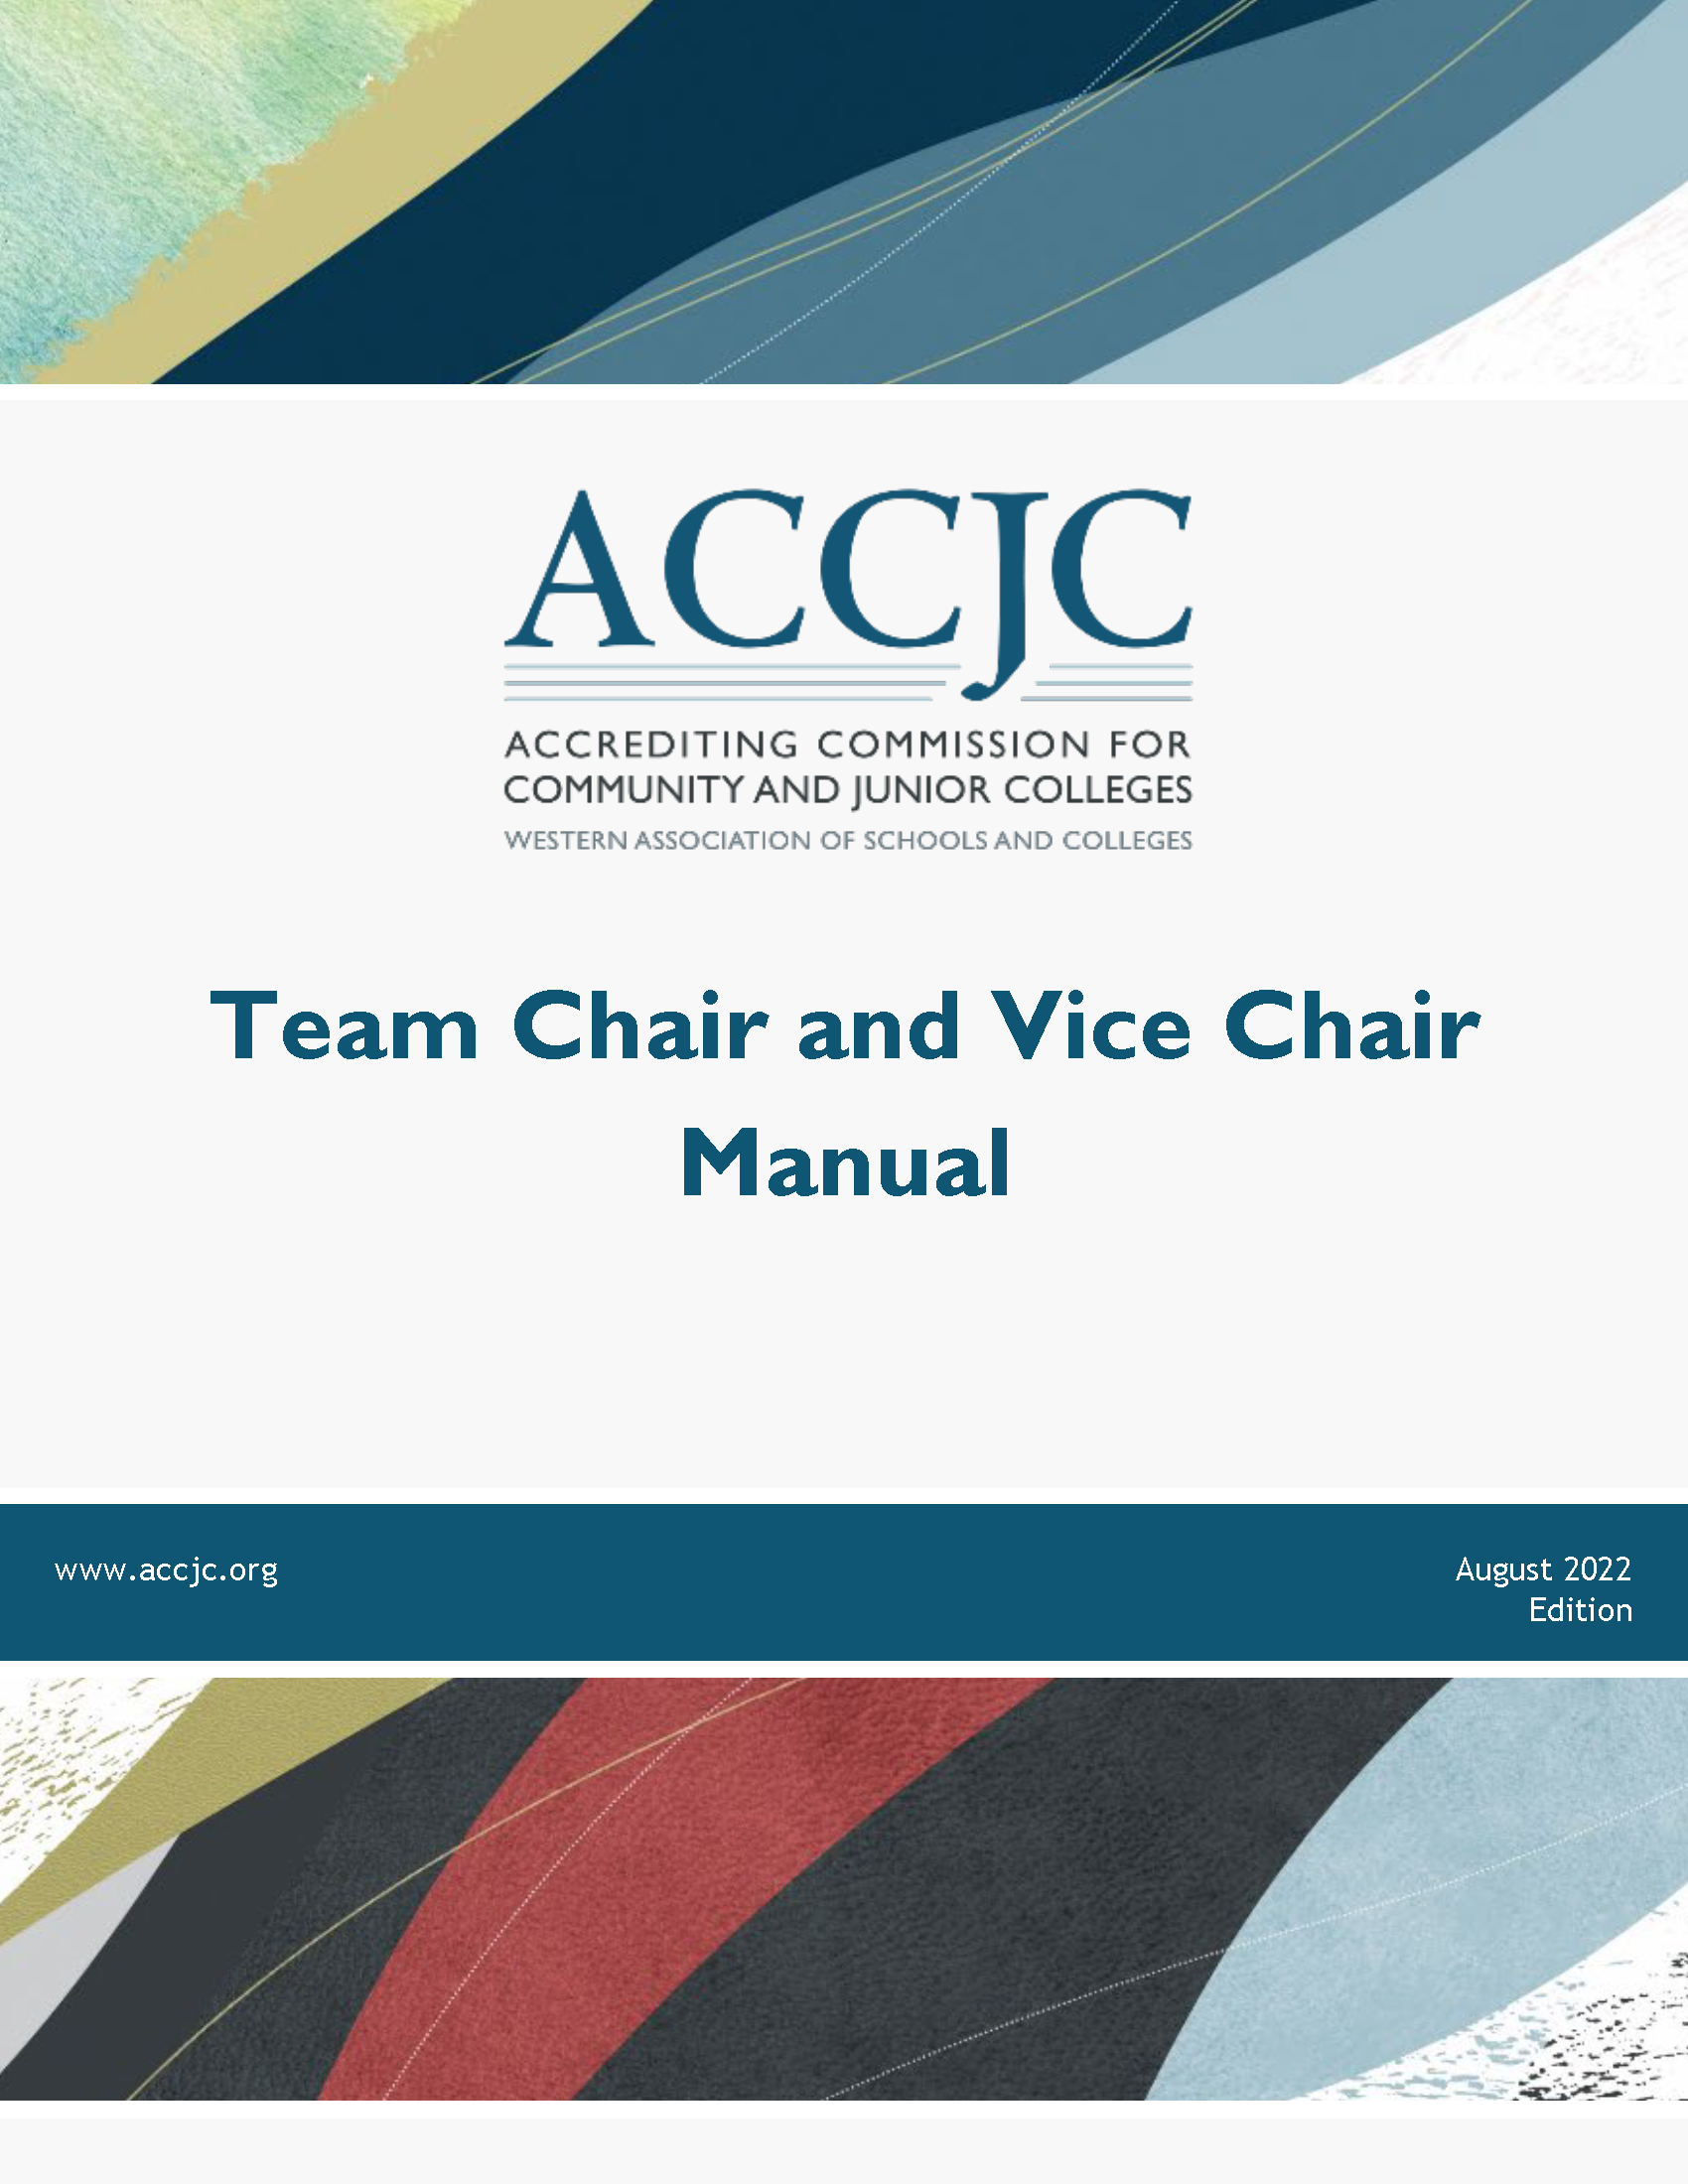 ACCJC
ACCREDITING COMMISSION FOR
COMMUNITY AND JUNIOR COLLEGES
WESTERN ASSOCIATION OF SCHOOLS AND COLLEGES
Team Chair and Vice Chair
Manual
www.accjc.org
August 2022
Edition